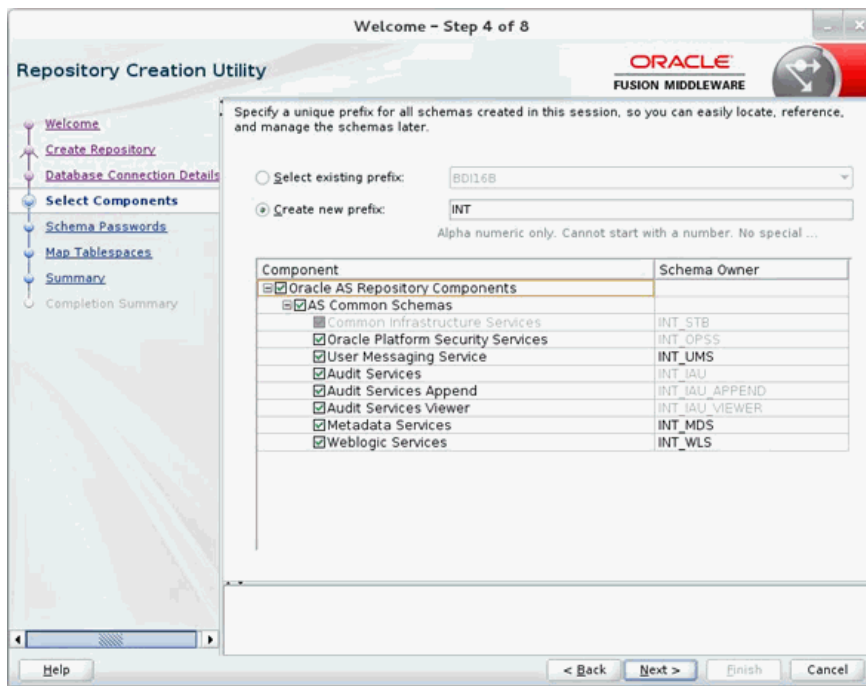 Welcome - Step 4 of 8
Repository Creation Utility
ORACLE
FUSION MIDDLEWARE
Welcome
Create Repository
Database Connection Details
Select Components
Schema Passwords
Map Tablespaces
Summary
Completion Summary
Specify a unique prefix for all schemas created in this session, so you can easily locate, reference,
and manage the schemas later.
Select existing prefix: BDI16B
Create new prefix: INT
Alpha numeric only. Cannot start with a number. No special ...
Component Schema Owner
Oracle AS Repository Components
AS Common Schemas
Common Infrastructure Services INT_STB
Oracle Platform Security Services INT_OPSS
User Messaging Service INT_UMS
Audit Services INT_IAU
Audit Services Append INT_IAU_APPEND
Audit Services Viewer INT_IAU_VIEWER
Metadata Services INT_MDS
Weblogic Services INT_WLS
Help < Back Next > Finish Cancel